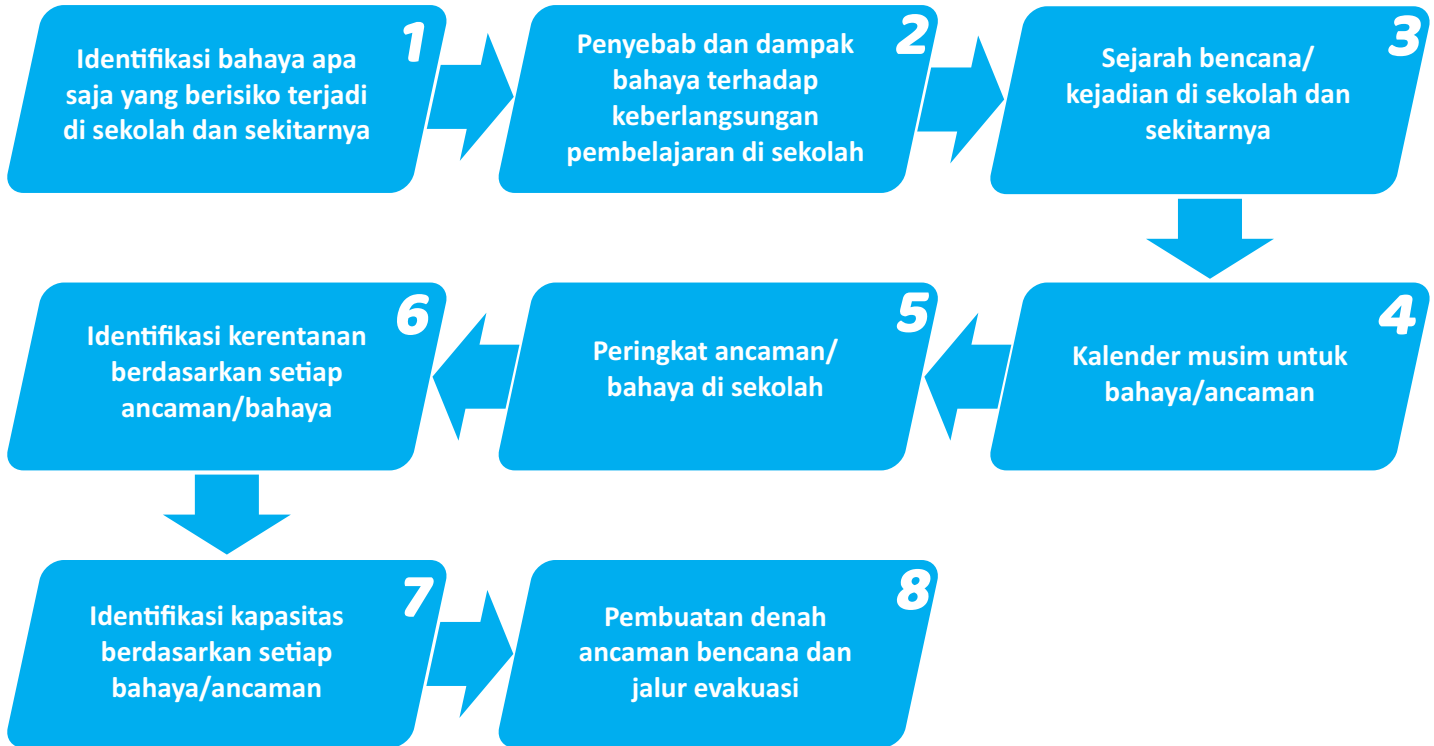 1
Identifikasi bahaya apa
saja yang berisiko terjadi
di sekolah dan sekitarnya
2
Penyebab dan dampak
bahaya terhadap
keberlangsungan
pembelajaran di sekolah
3
Sejarah bencana/
kejadian di sekolah dan
sekitarnya
4
Kalender musim untuk
bahaya/ancaman
5
Peringkat ancaman/
bahaya di sekolah
6
Identifikasi kerentanan
berdasarkan setiap
ancaman/bahaya
7
Identifikasi kapasitas
berdasarkan setiap
bahaya/ancaman
8
Pembuatan denah
ancaman bencana dan
jalur evakuasi